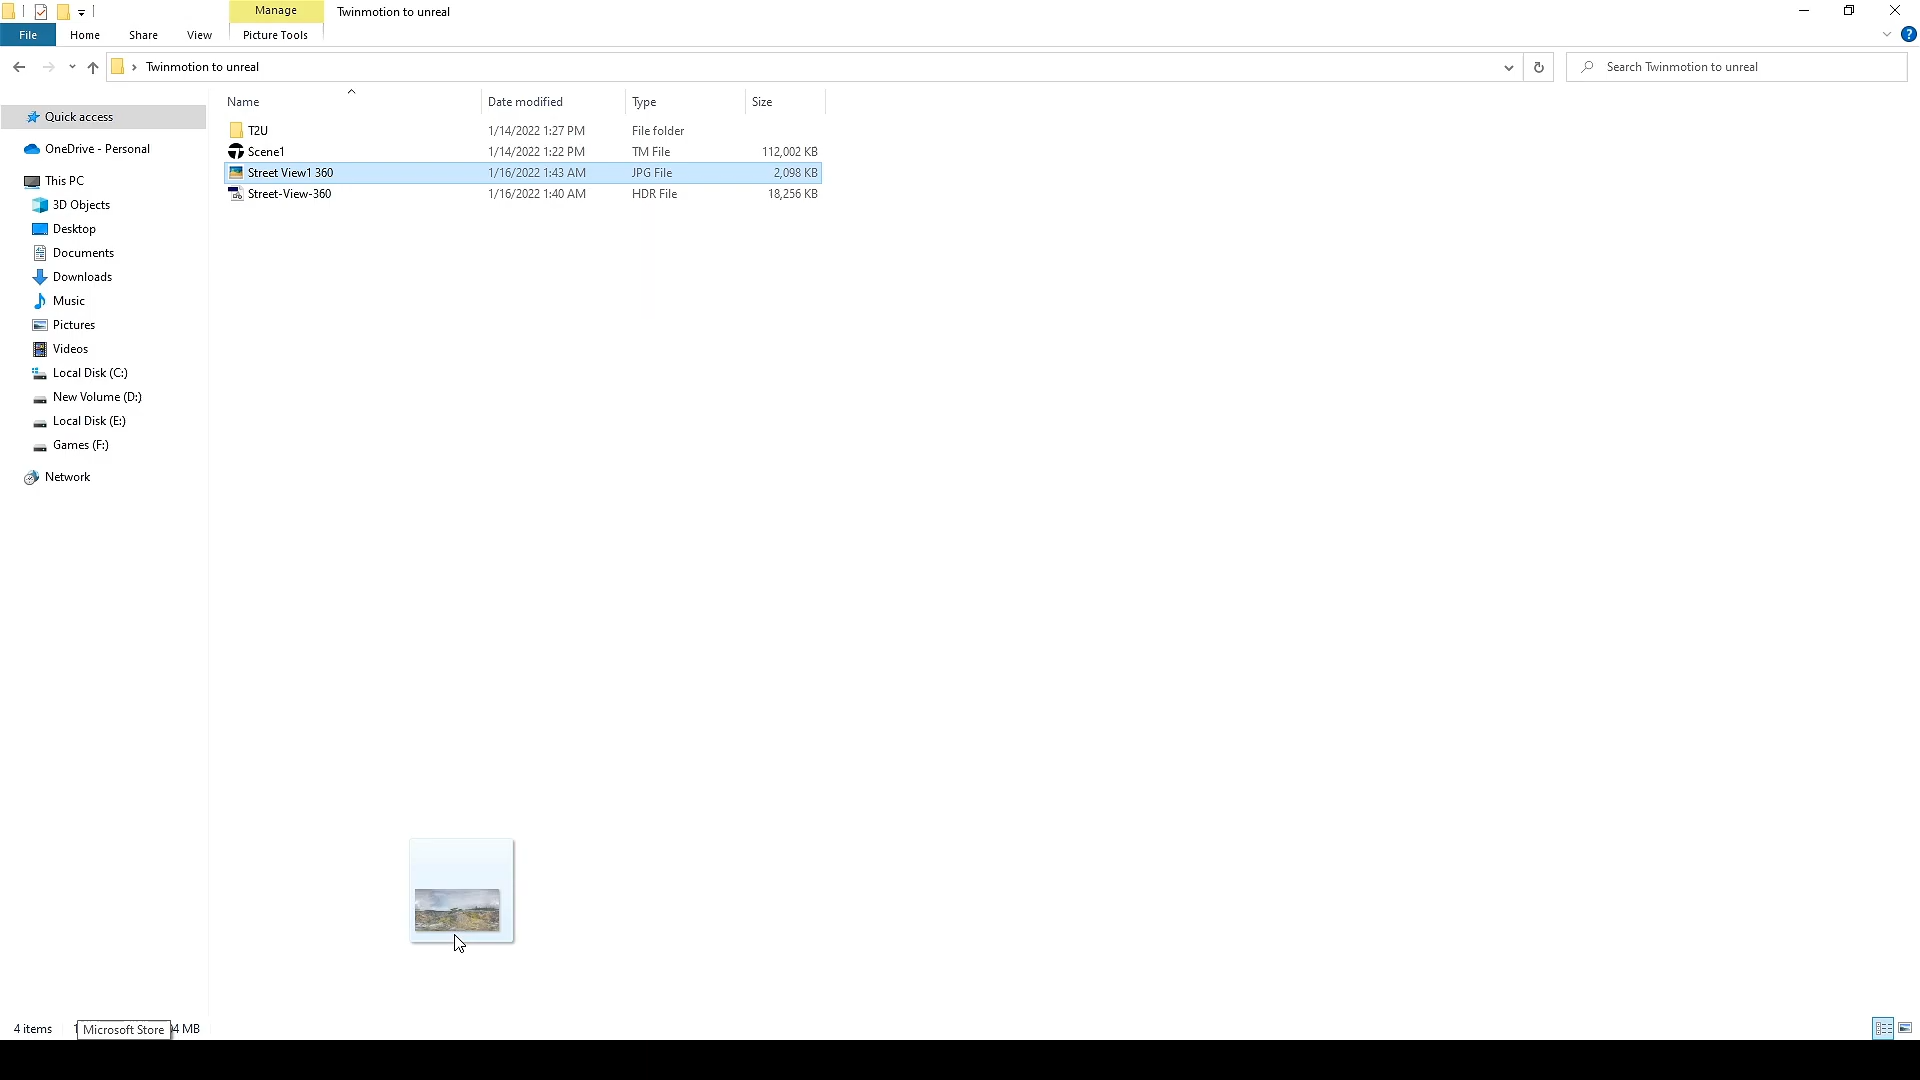 Manage
Twinmotion to unreal
File
Home
Share
View
Picture Tools
Twinmotion to unreal
Search Twinmotion to unreal
Name
Date modified
Type
Size
T2U
1/14/2022 1:27 PM
File folder
Scene1
1/14/2022 1:22 PM
TM File
112,002 KB
Street View1 360
1/16/2022 1:43 AM
JPG File
2,098 KB
Street-View-360
1/16/2022 1:40 AM
HDR File
18,256 KB
Quick access
OneDrive - Personal
This PC
3D Objects
Desktop
Documents
Downloads
Music
Pictures
Videos
Local Disk (C:)
New Volume (D:)
Local Disk (E:)
Games (F:)
Network
4 items
Microsoft Store
4 MB